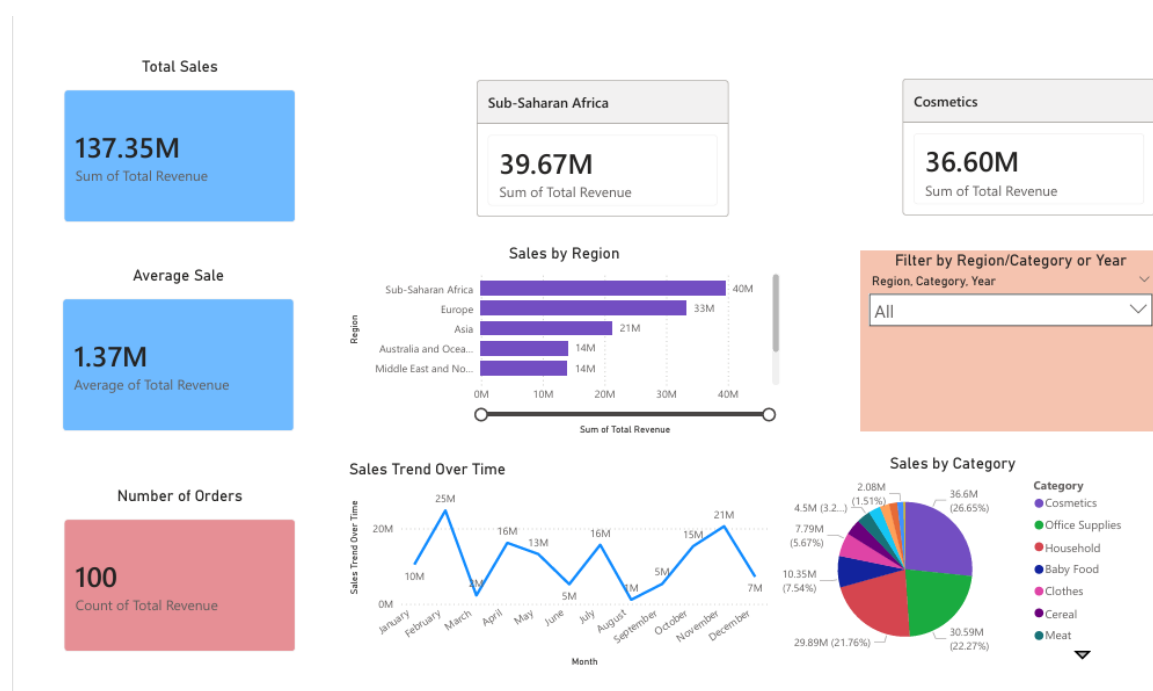 Total Sales
137.35M
Sum of Total Revenue
Sub-Saharan Africa
39.67M
Sum of Total Revenue
Cosmetics
36.60M
Sum of Total Revenue
Average Sale
1.37M
Average of Total Revenue
Sales by Region
Region
Sub-Saharan Africa 40M
Europe 33M
Asia 21M
Australia and Ocea... 14M
Middle East and No... 14M
0M 10M 20M 30M 40M
Sum of Total Revenue
Filter by Region/Category or Year
Region, Category, Year
All
Number of Orders
100
Count of Total Revenue
Sales Trend Over Time
Sales Trend Over Time
20M
0M
10M 25M 2M 16M 13M 5M 16M 1M 5M 15M 21M 7M
January February March April May June July August September October November December
Month
Sales by Category
36.6M
(26.65%)
30.59M
(22.27%)
29.89M (21.76%)
10.35M
(7.54%)
7.79M
(5.67%)
4.5M (3.2...)
2.08M
(1.51%)
Category
Cosmetics
Office Supplies
Household
Baby Food
Clothes
Cereal
Meat